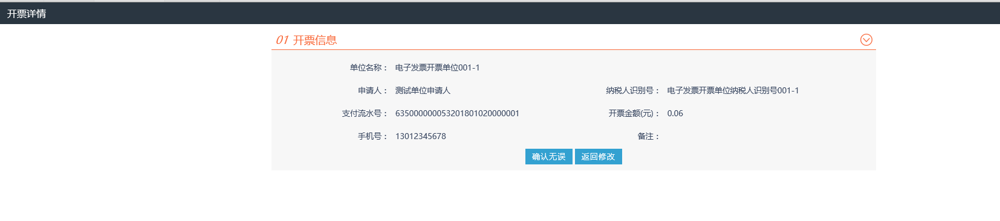 开票详情
01 开票信息
单位名称： 电子发票开票单位001-1
申请人： 测试单位申请人 纳税人识别号： 电子发票开票单位纳税人识别号001-1
支付流水号： 6350000000053201801020000001 开票金额(元)： 0.06
手机号： 13012345678 备注：
确认无误 返回修改